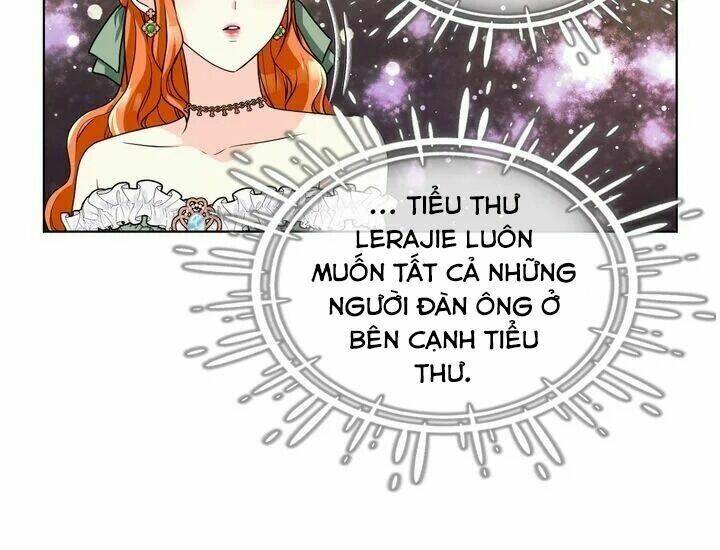 ... TIỂU THƯ
LERAJIE LUÔN
MUỐN TẤT CẢ NHỮNG
NGƯỜI ĐÀN ÔNG Ở
BÊN CẠNH TIỂU
THƯ.